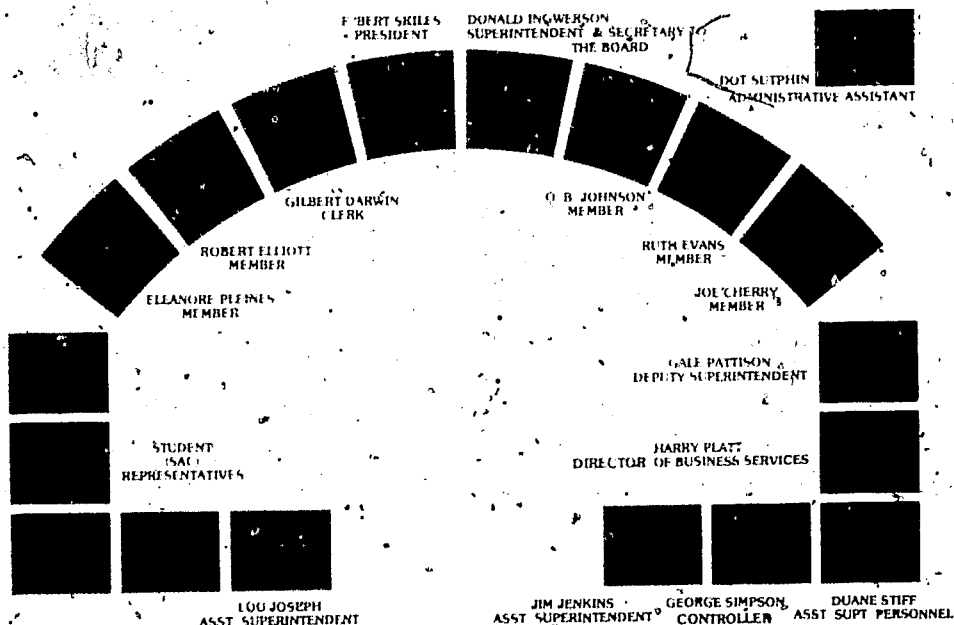 BERT SKILES
PRESIDENT
DONALD INGWERSON
SUPERINTENDENT & SECRETARY TO
THE BOARD
DOT SUTPHIN
ADMINISTRATIVE ASSISTANT
GILBERT DARWIN
CLERK
O. B. JOHNSON
MEMBER
ROBERT ELLIOTT
MEMBER
RUTH EVANS
MEMBER
ELEANORE PLEINES
MEMBER
JOE CHERRY
MEMBER
GALE PATTISON
DEPUTY SUPERINTENDENT
STUDENT
(SAC)
REPRESENTATIVES
HARRY PLATT
DIRECTOR OF BUSINESS SERVICES
LOU JOSEPH
ASST SUPERINTENDENT
JIM JENKINS
ASST SUPERINTENDENT
GEORGE SIMPSON
CONTROLLER
DUANE STIFF
ASST SUPT PERSONNEL